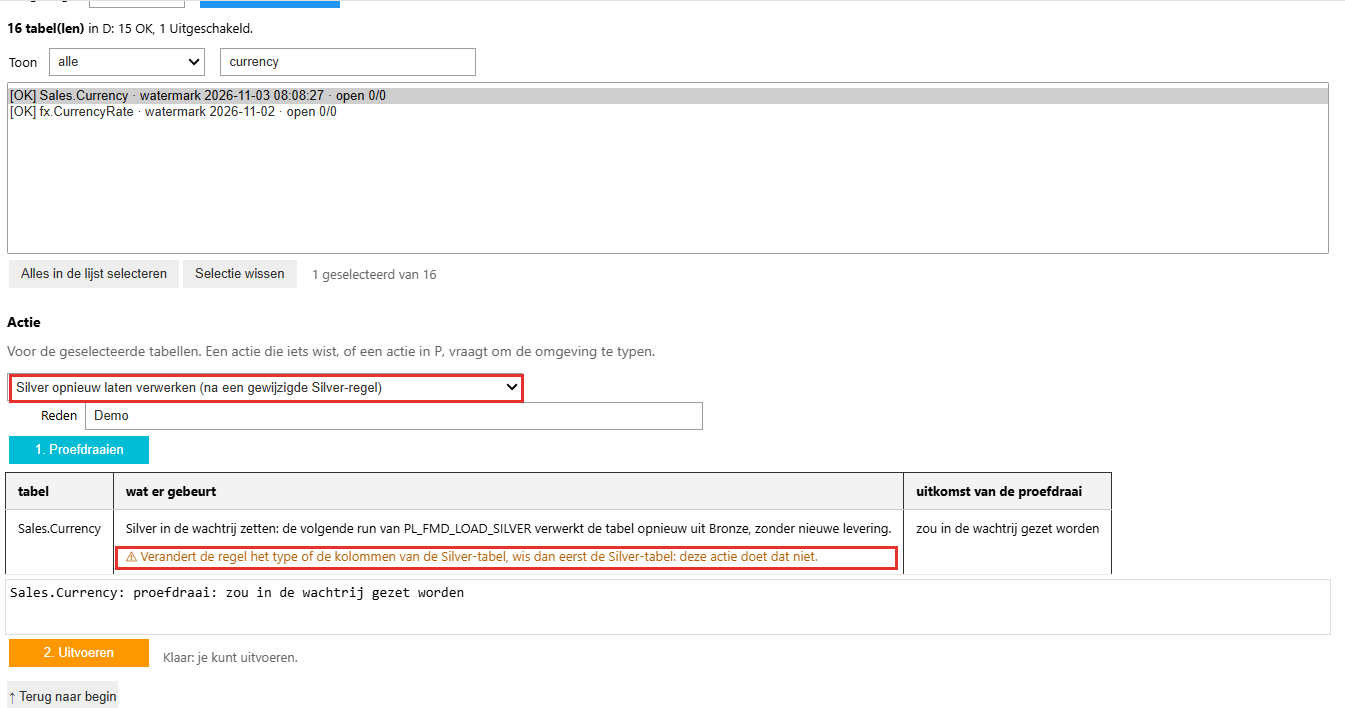 16 tabel(len) in D: 15 OK, 1 Uitgeschakeld.
Toon alle currency
[OK] Sales.Currency · watermark 2026-11-03 08:08:27 · open 0/0
[OK] fx.CurrencyRate · watermark 2026-11-02 · open 0/0
Alles in de lijst selecteren Selectie wissen 1 geselecteerd van 16
Actie
Voor de geselecteerde tabellen. Een actie die iets wist, of een actie in P, vraagt om de omgeving te typen.
Silver opnieuw laten verwerken (na een gewijzigde Silver-regel)
Reden Demo
1. Proefdraaien
tabel wat er gebeurt uitkomst van de proefdraai
Sales.Currency Silver in de wachtrij zetten: de volgende run van PL_FMD_LOAD_SILVER verwerkt de tabel opnieuw uit Bronze, zonder nieuwe levering. zou in de wachtrij gezet worden
⚠ Verandert de regel het type of de kolommen van de Silver-tabel, wis dan eerst de Silver-tabel: deze actie doet dat niet.
Sales.Currency: proefdraai: zou in de wachtrij gezet worden
2. Uitvoeren Klaar: je kunt uitvoeren.
↑ Terug naar begin